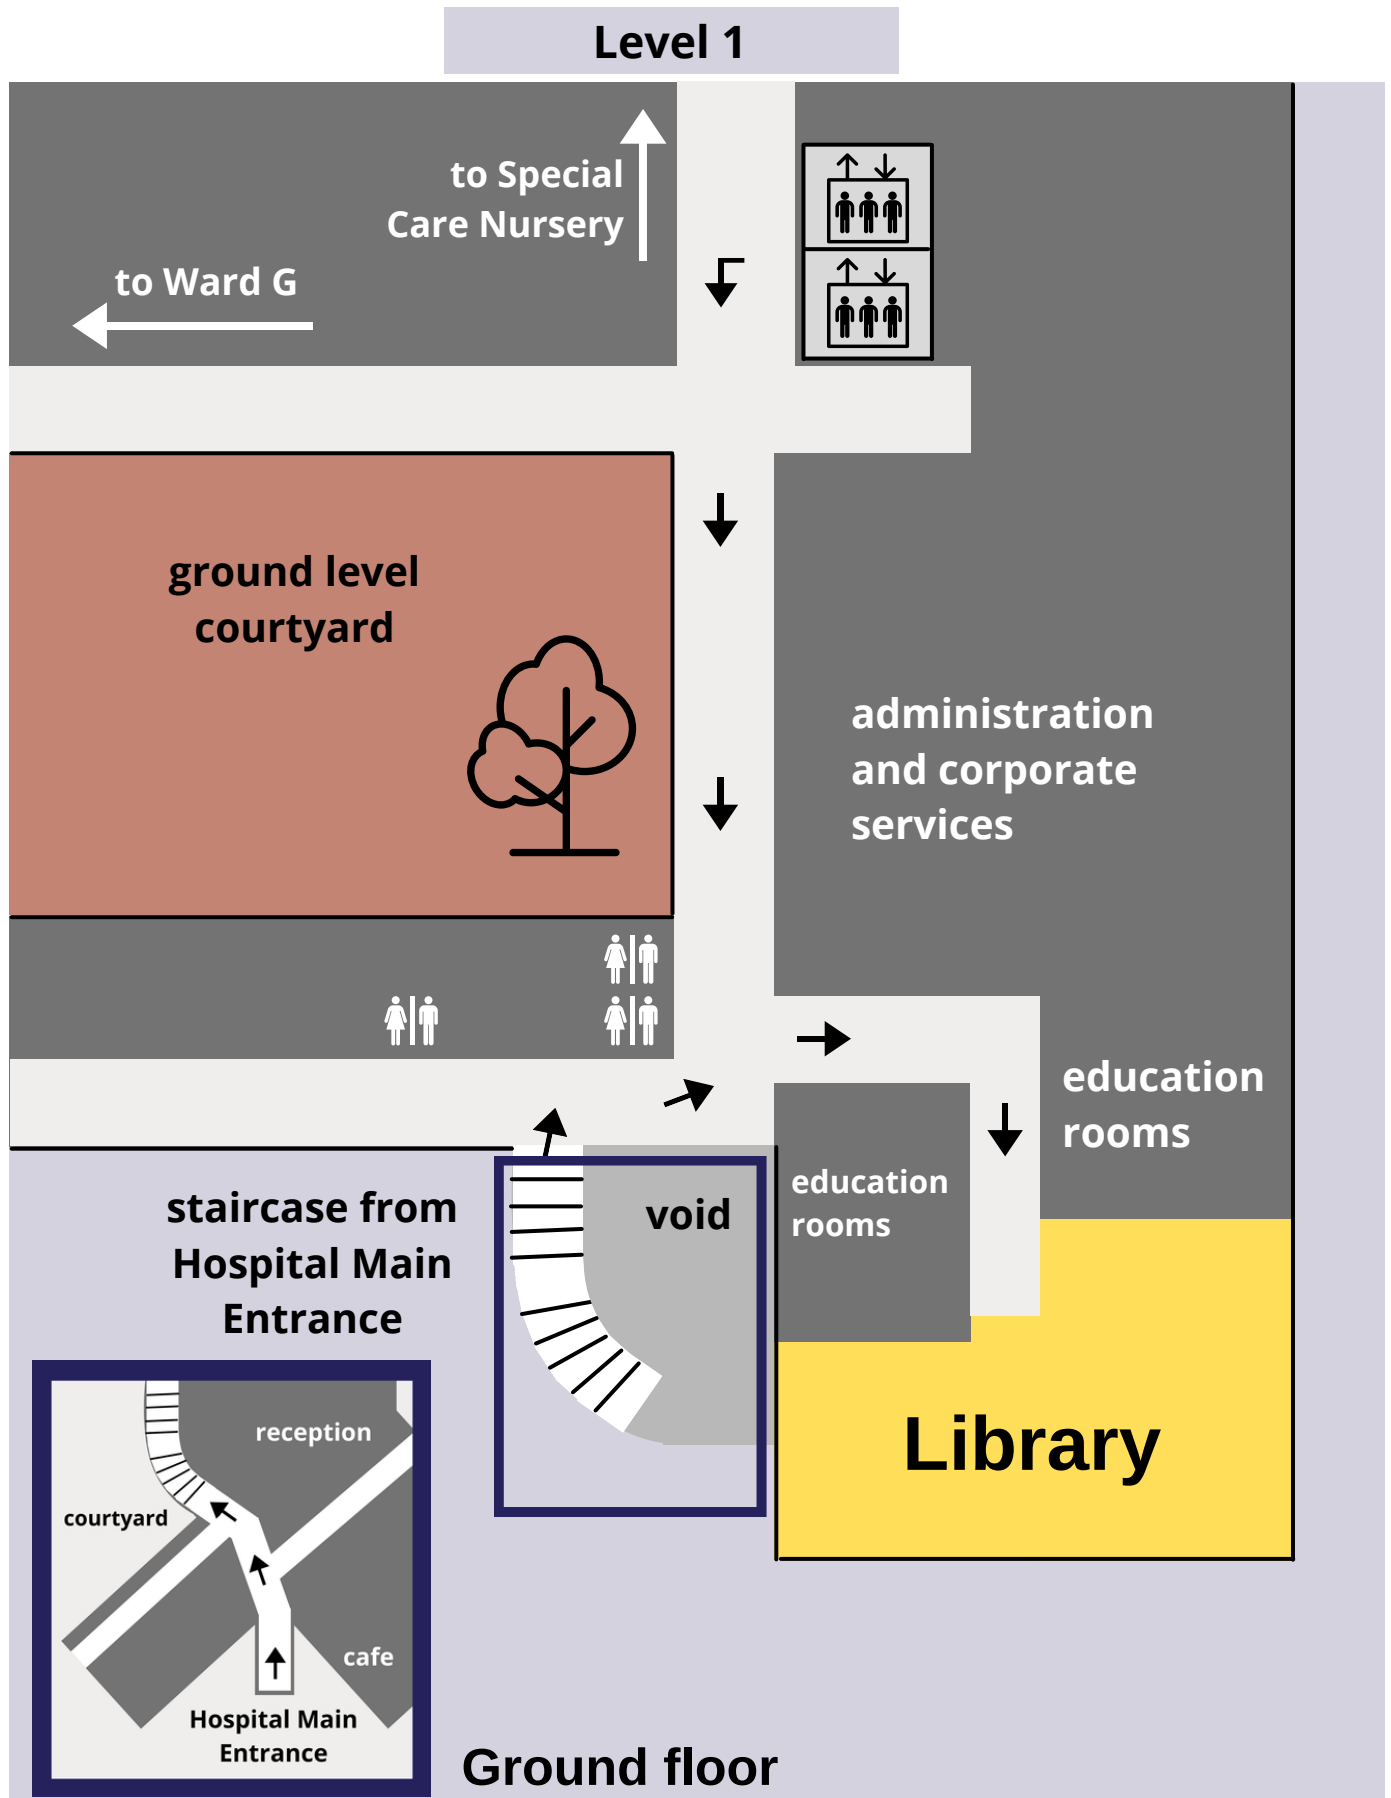 Level 1
to Special
Care Nursery
to Ward G
ground level
courtyard
administration
and corporate
services
education
rooms
education
rooms
void
staircase from
Hospital Main
Entrance
Library
reception
courtyard
cafe
Hospital Main
Entrance
Ground floor